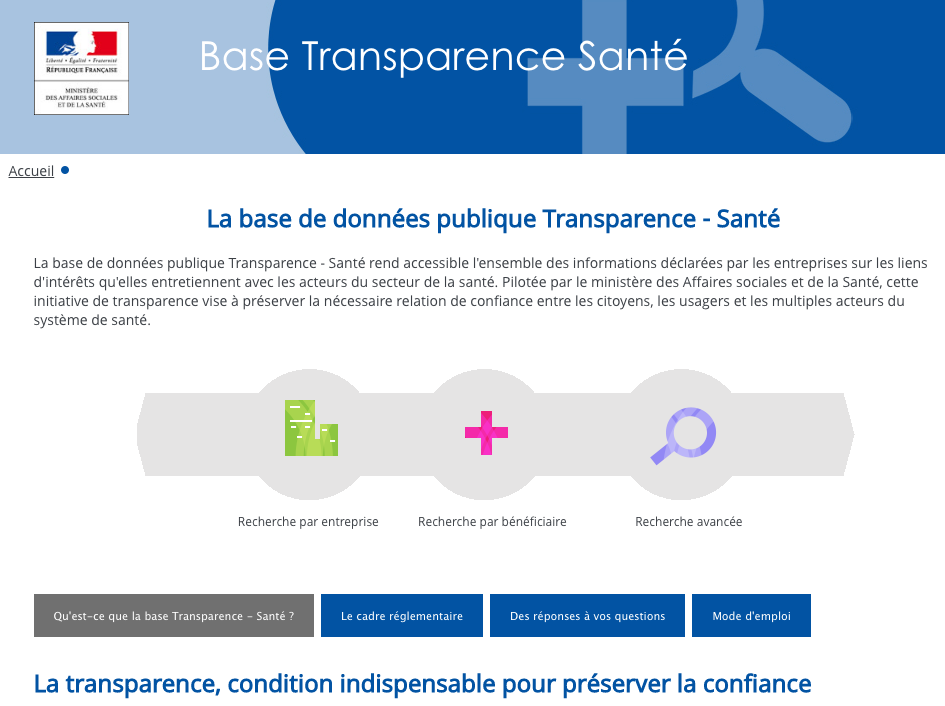 Liberté • Égalité • Fraternité
RÉPUBLIQUE FRANÇAISE
MINISTÈRE
DES AFFAIRES SOCIALES
ET DE LA SANTÉ
Base Transparence Santé
Accueil
La base de données publique Transparence - Santé
La base de données publique Transparence - Santé rend accessible l'ensemble des informations déclarées par les entreprises sur les liens
d'intérêts qu'elles entretiennent avec les acteurs du secteur de la santé. Pilotée par le ministère des Affaires sociales et de la Santé, cette
initiative de transparence vise à préserver la nécessaire relation de confiance entre les citoyens, les usagers et les multiples acteurs du
système de santé.
Recherche par entreprise
Recherche par bénéficiaire
Recherche avancée
Qu'est-ce que la base Transparence - Santé ?
Le cadre réglementaire
Des réponses à vos questions
Mode d'emploi
La transparence, condition indispensable pour préserver la confiance